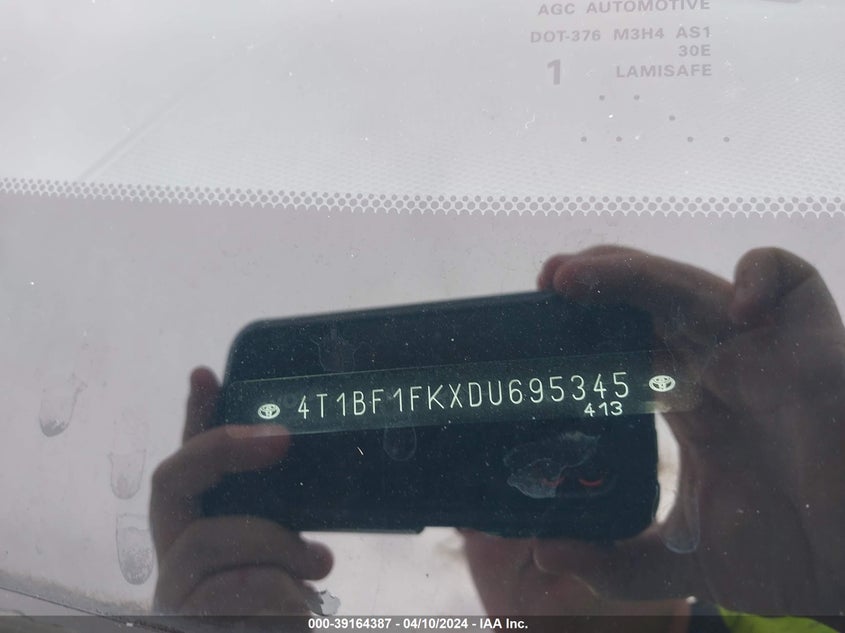 AGC AUTOMOTIVE
DOT-376 M3H4 AS1
30E
1 LAMISAFE
4T1BF1FKXDU695345
413
000-39164387 - 04/10/2024 - IAA Inc.